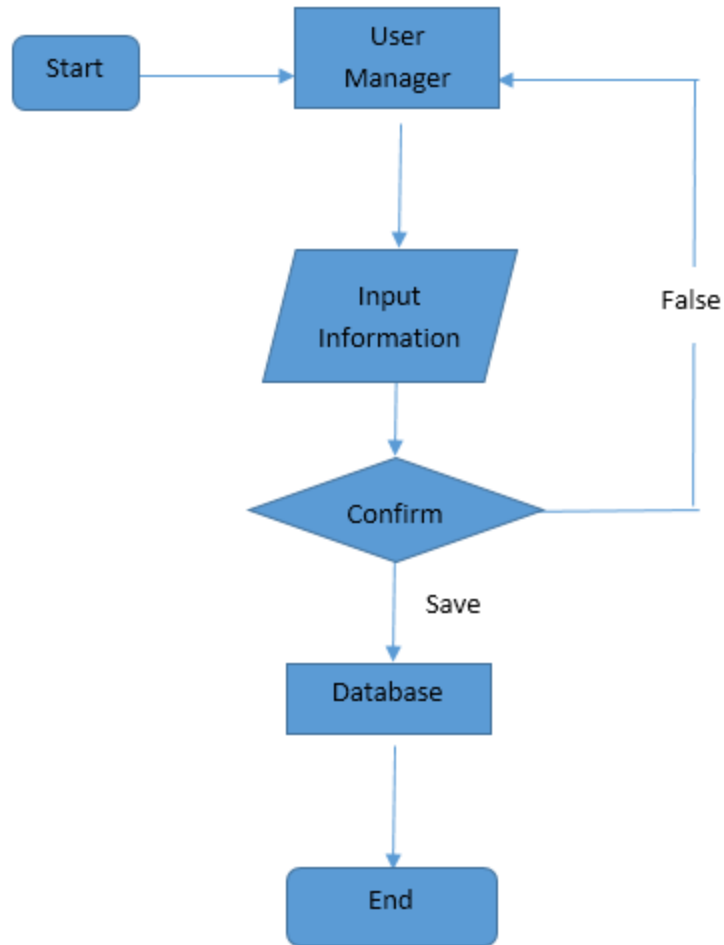 Start
User
Manager
Input
Information
False
Confirm
Save
Database
End